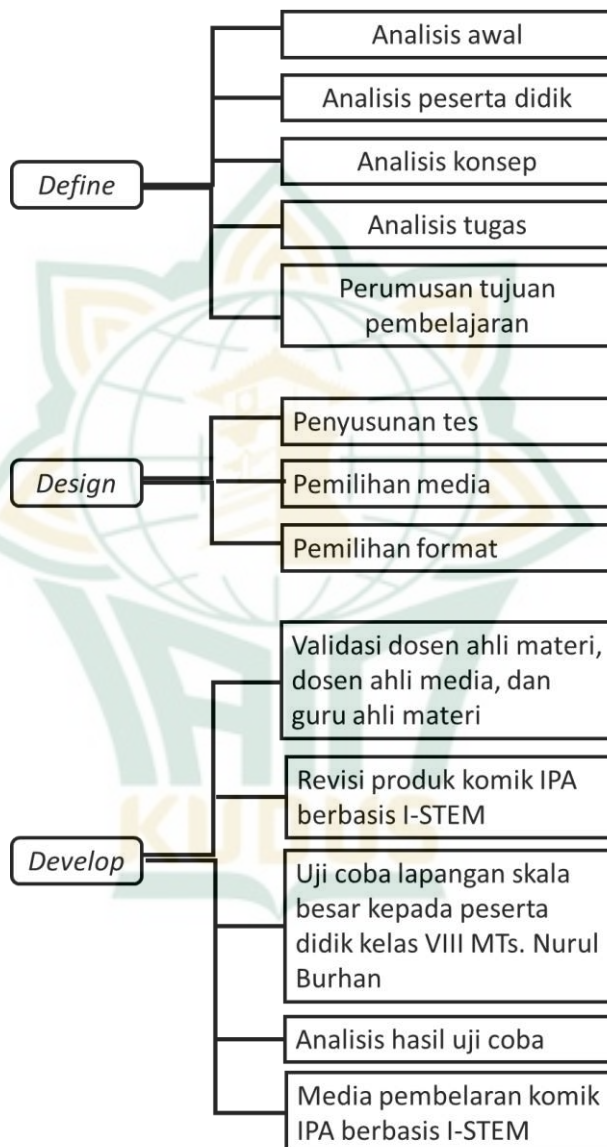 Define
Analisis awal
Analisis peserta didik
Analisis konsep
Analisis tugas
Perumusan tujuan
pembelajaran
Design
Penyusunan tes
Pemilihan media
Pemilihan format
Develop
Validasi dosen ahli materi,
dosen ahli media, dan
guru ahli materi
Revisi produk komik IPA
berbasis I-STEM
Uji coba lapangan skala
besar kepada peserta
didik kelas VIII MTs. Nurul
Burhan
Analisis hasil uji coba
Media pembelaran komik
IPA berbasis I-STEM
IAIN
KUDUS